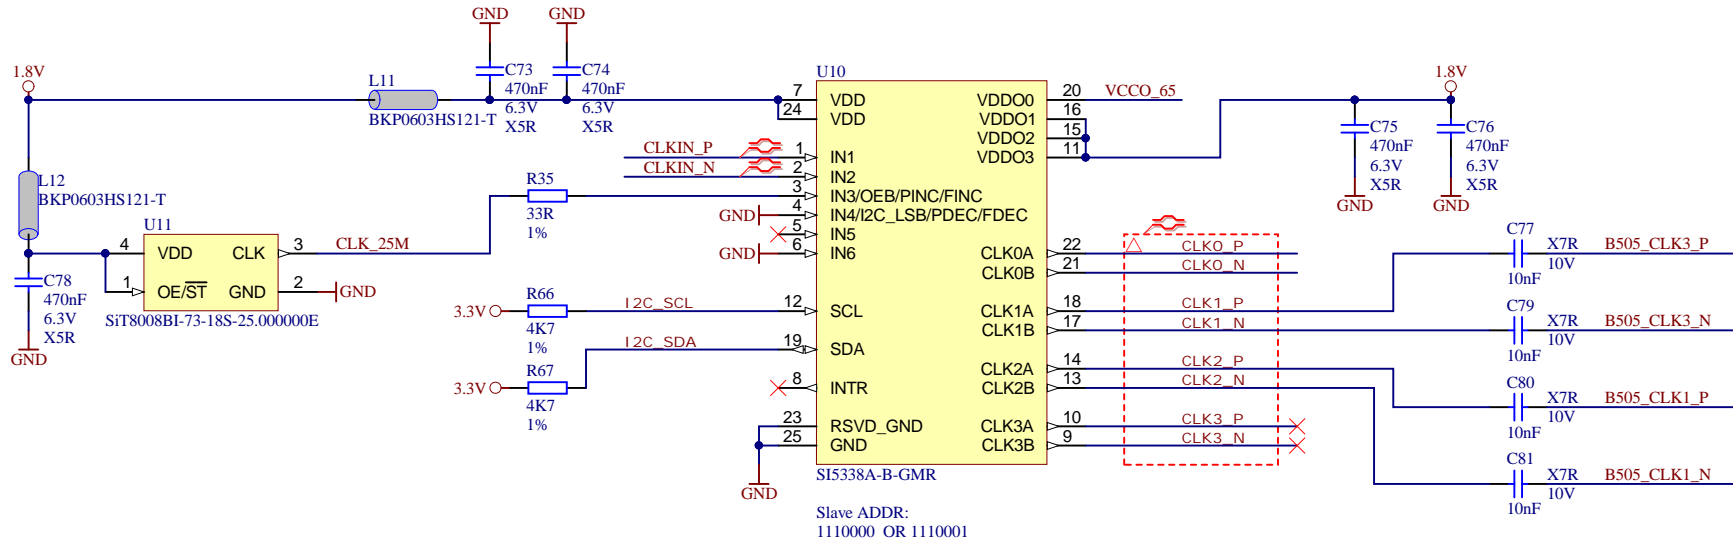 GND
GND
1.8V
L11
BKP0603HS121-T
C73
470nF
6.3V
X5R
C74
470nF
6.3V
X5R
L12
BKP0603HS121-T
U11
4
VDD
CLK
3
1
OE/ST
GND
2
SiT8008BI-73-18S-25.000000E
CLK_25M
GND
C78
470nF
6.3V
X5R
GND
CLKIN_P
CLKIN_N
R35
33R
1%
GND
GND
3.3V
R66
4K7
1%
I2C_SCL
3.3V
R67
4K7
1%
I2C_SDA
GND
U10
7
VDD
24
VDD
1
IN1
2
IN2
3
IN3/OEB/PINC/FINC
4
IN4/I2C_LSB/PDEC/FDEC
5
IN5
6
IN6
12
SCL
19
SDA
8
INTR
23
RSVD_GND
25
GND
VDDO0
20
VDDO1
16
VDDO2
15
VDDO3
11
CLK0A
22
CLK0B
21
CLK1A
18
CLK1B
17
CLK2A
14
CLK2B
13
CLK3A
10
CLK3B
9
SI5338A-B-GMR
Slave ADDR:
1110000 OR 1110001
VCCO_65
1.8V
C75
470nF
6.3V
X5R
GND
C76
470nF
6.3V
X5R
GND
CLK0_P
CLK0_N
CLK1_P
CLK1_N
CLK2_P
CLK2_N
CLK3_P
CLK3_N
C77
10nF
X7R
10V
B505_CLK3_P
C79
10nF
X7R
10V
B505_CLK3_N
C80
10nF
X7R
10V
B505_CLK1_P
C81
10nF
X7R
10V
B505_CLK1_N